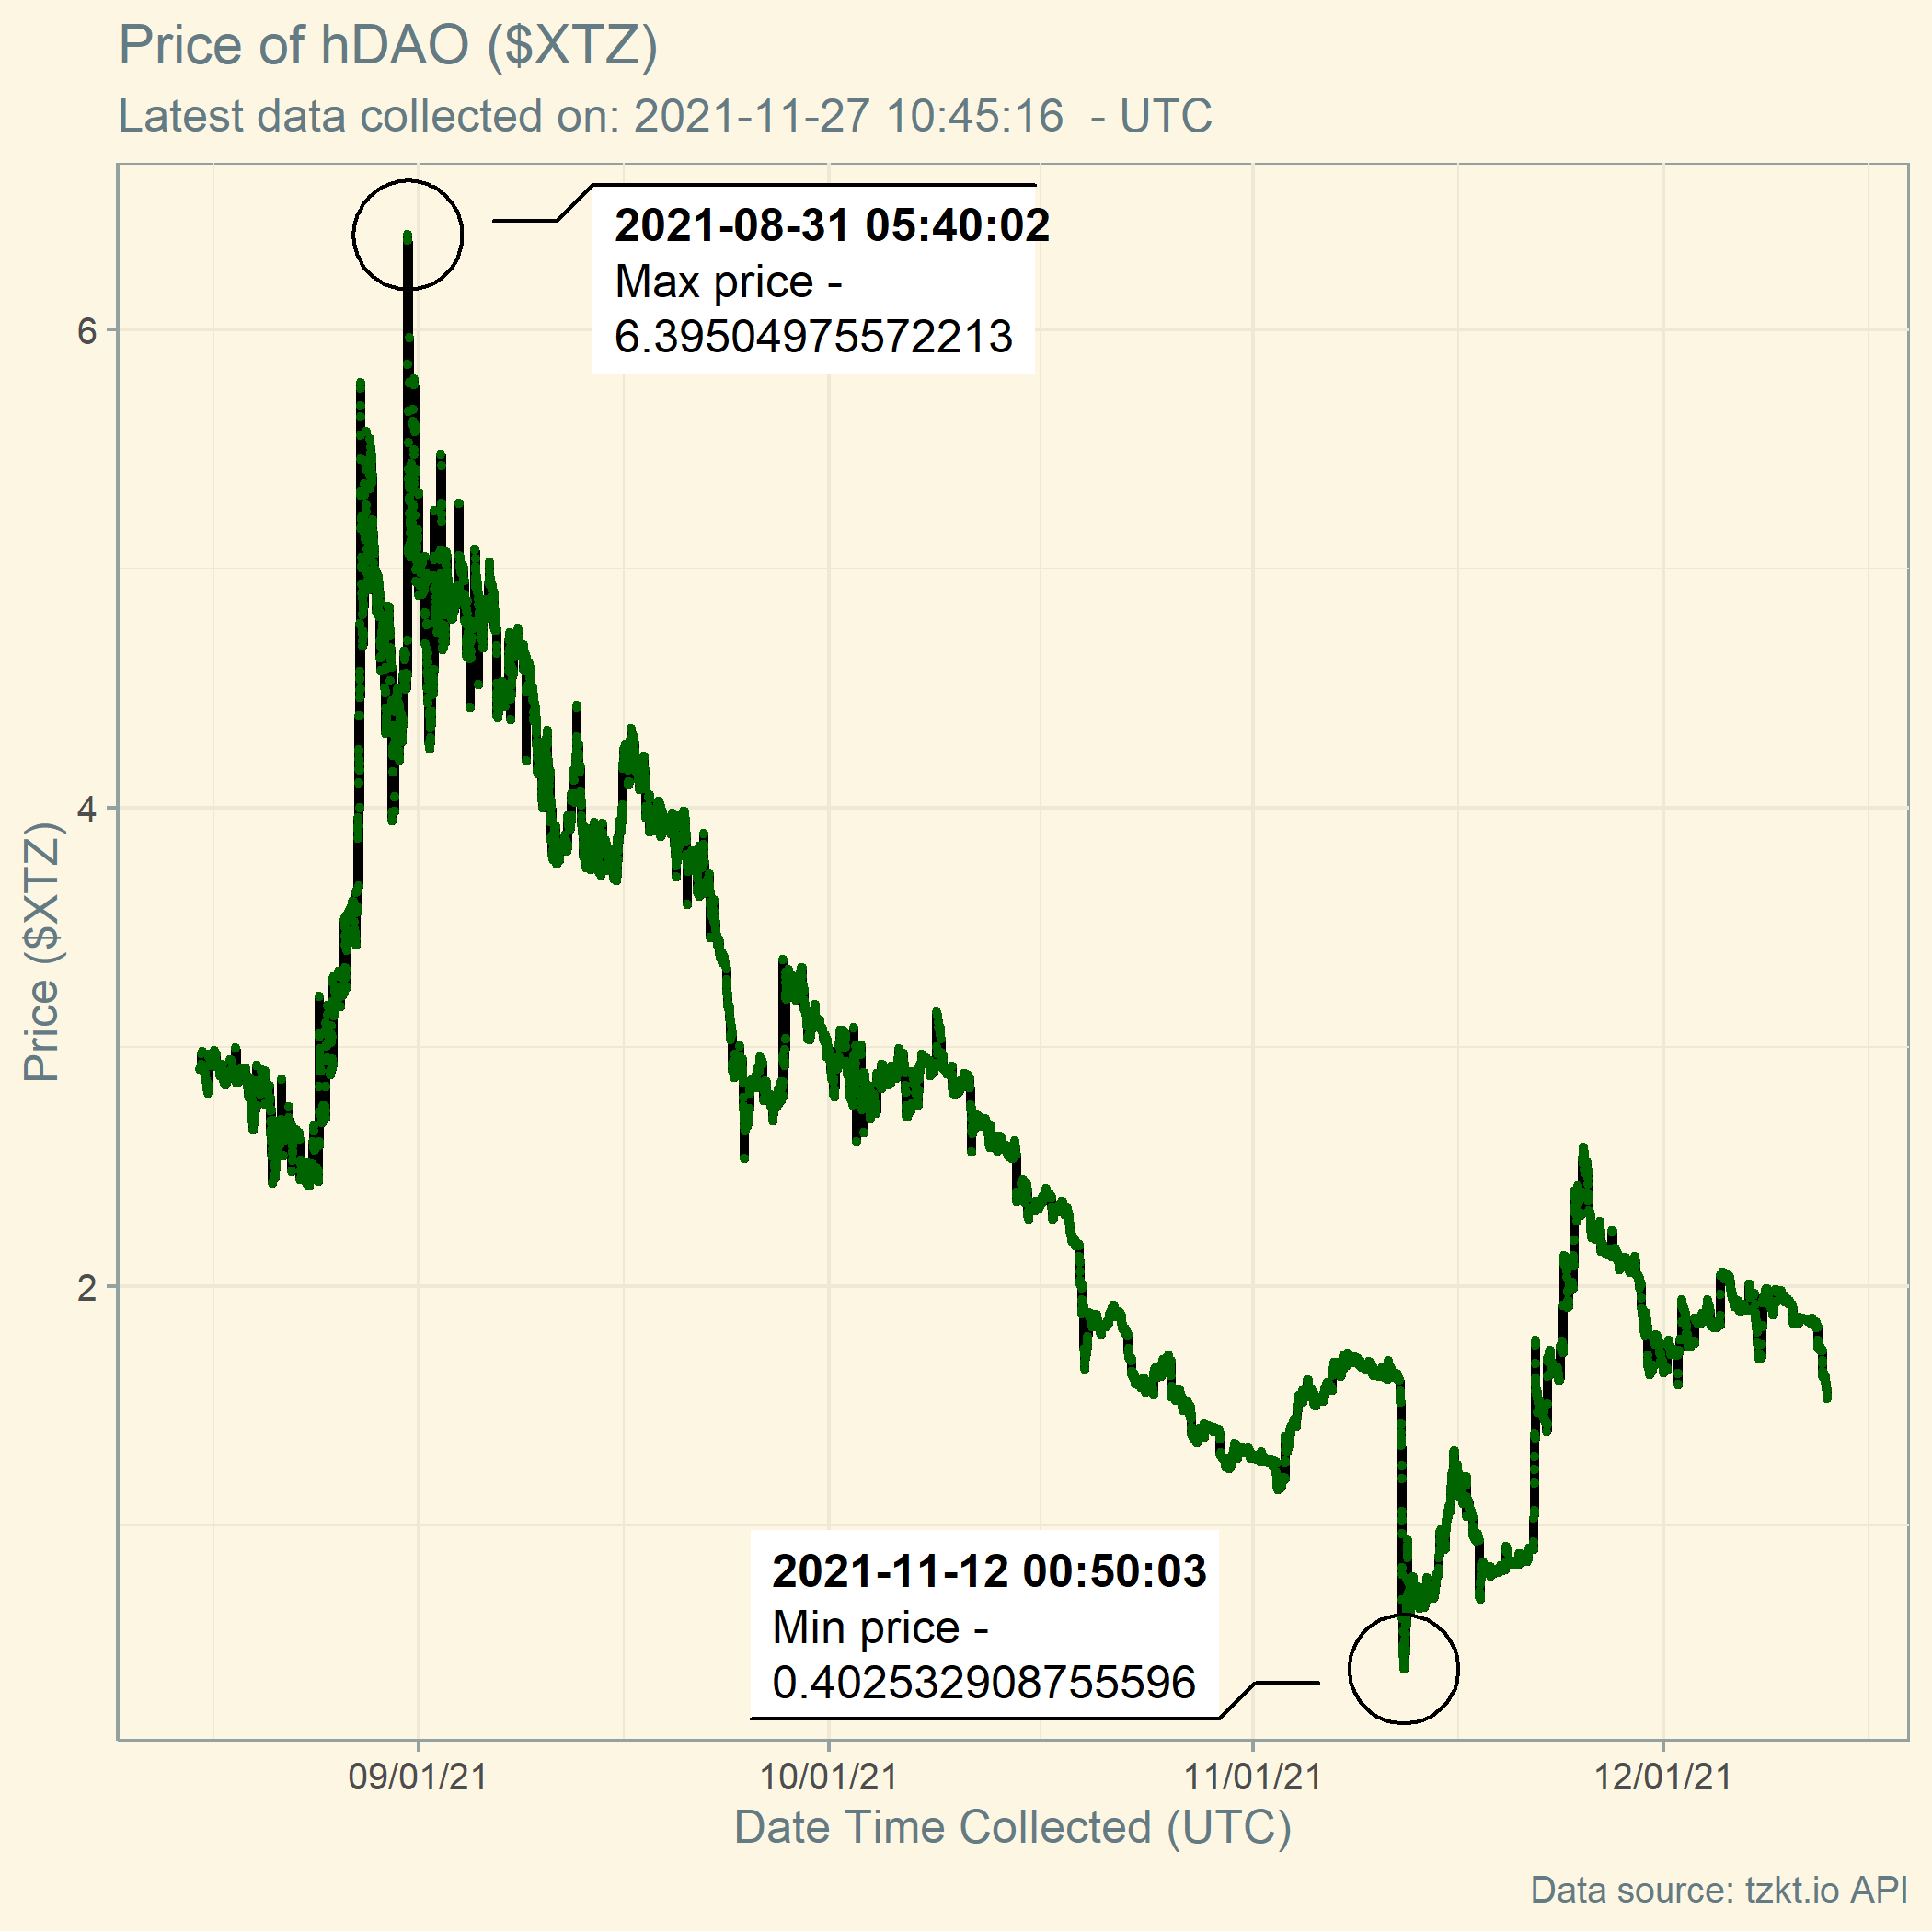 Price of hDAO ($XTZ)
Latest data collected on: 2021-11-27 10:45:16  - UTC
2021-08-31 05:40:02
Max price -
6.39504975572213
6
4
2
Price ($XTZ)
2021-11-12 00:50:03
Min price -
0.402532908755596
09/01/21
10/01/21
11/01/21
12/01/21
Date Time Collected (UTC)
Data source: tzkt.io API